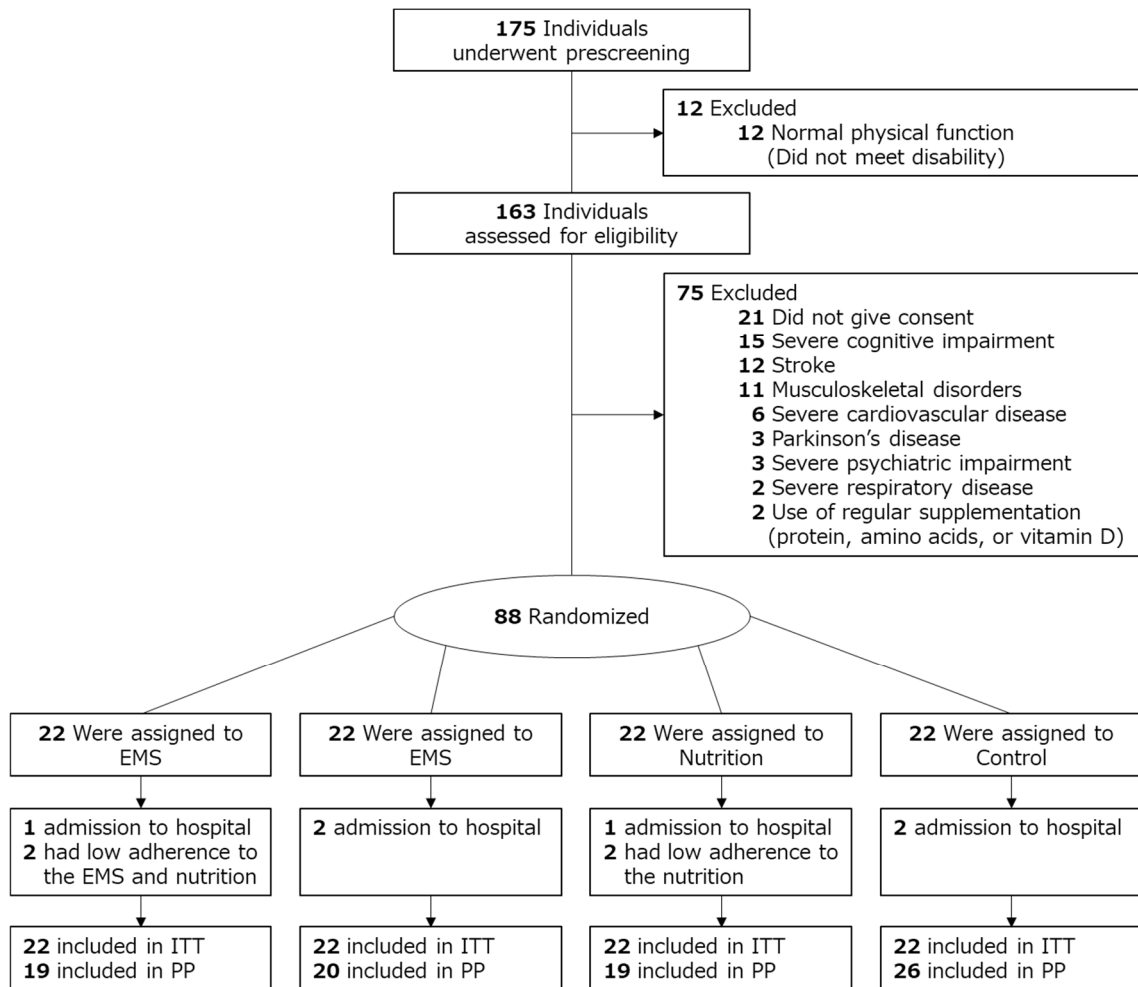 175 Individuals
underwent prescreening
12 Excluded
12 Normal physical function
(Did not meet disability)
163 Individuals
assessed for eligibility
75 Excluded
21 Did not give consent
15 Severe cognitive impairment
12 Stroke
11 Musculoskeletal disorders
6 Severe cardiovascular disease
3 Parkinson’s disease
3 Severe psychiatric impairment
2 Severe respiratory disease
2 Use of regular supplementation
(protein, amino acids, or vitamin D)
88 Randomized
22 Were assigned to
EMS
22 Were assigned to
EMS
22 Were assigned to
Nutrition
22 Were assigned to
Control
1 admission to hospital
2 had low adherence to
the EMS and nutrition
2 admission to hospital
1 admission to hospital
2 had low adherence to
the nutrition
2 admission to hospital
22 included in ITT
19 included in PP
22 included in ITT
20 included in PP
22 included in ITT
19 included in PP
22 included in ITT
26 included in PP